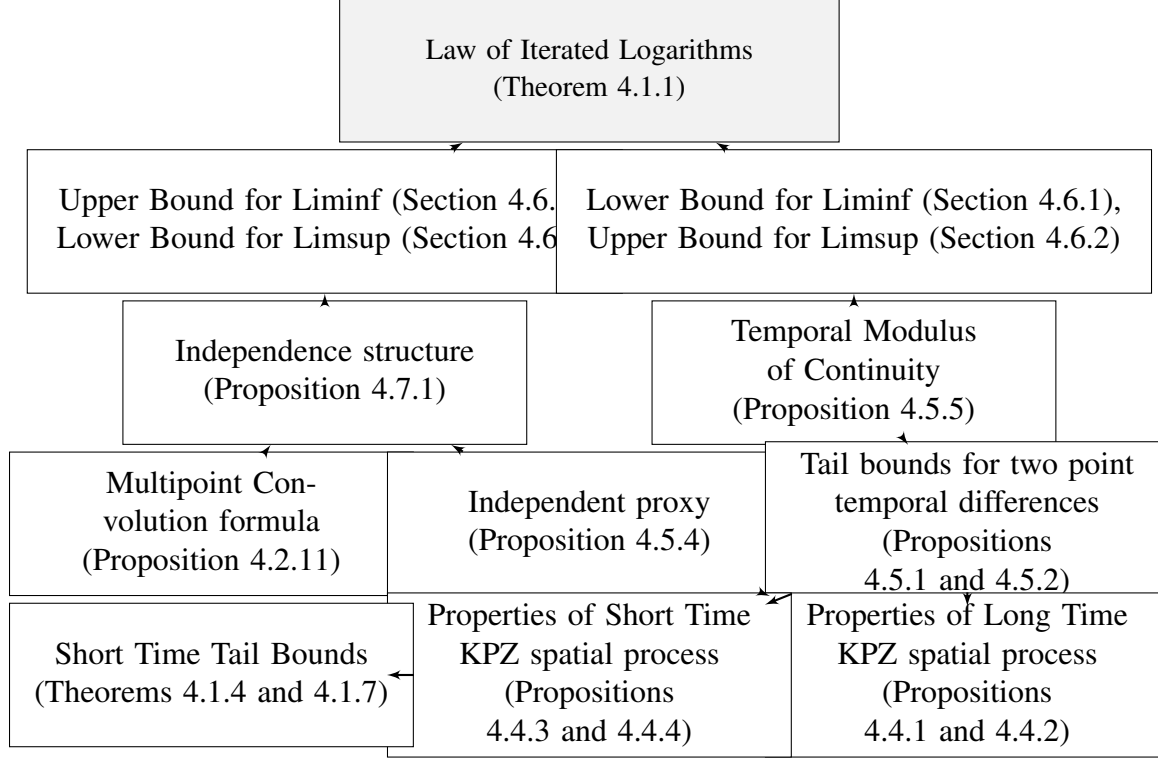 Law of Iterated Logarithms
(Theorem 4.1.1)
Upper Bound for Liminf (Section 4.6.
Lower Bound for Limsup (Section 4.6
Lower Bound for Liminf (Section 4.6.1),
Upper Bound for Limsup (Section 4.6.2)
Independence structure
(Proposition 4.7.1)
Temporal Modulus
of Continuity
(Proposition 4.5.5)
Multipoint Con-
volution formula
(Proposition 4.2.11)
Independent proxy
(Proposition 4.5.4)
Tail bounds for two point
temporal differences
(Propositions
4.5.1 and 4.5.2)
Short Time Tail Bounds
(Theorems 4.1.4 and 4.1.7)
Properties of Short Time
KPZ spatial process
(Propositions
4.4.3 and 4.4.4)
Properties of Long Time
KPZ spatial process
(Propositions
4.4.1 and 4.4.2)